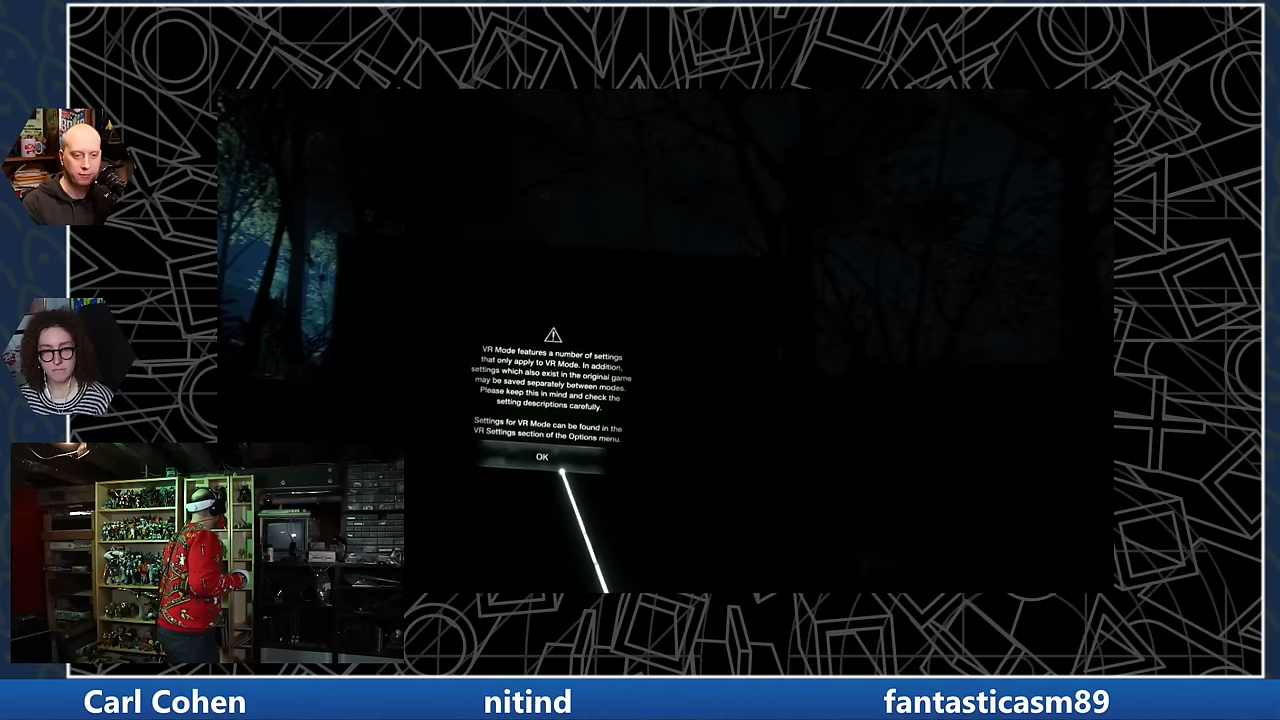 VR Mode features a number of settings
that only apply to VR Mode. In addition,
settings which also exist in the original game
may be saved separately between modes.
Please keep this in mind and check the
setting descriptions carefully.
Settings for VR Mode can be found in the
VR Settings section of the Options menu.
OK
Carl Cohen
nitind
fantasticasm89